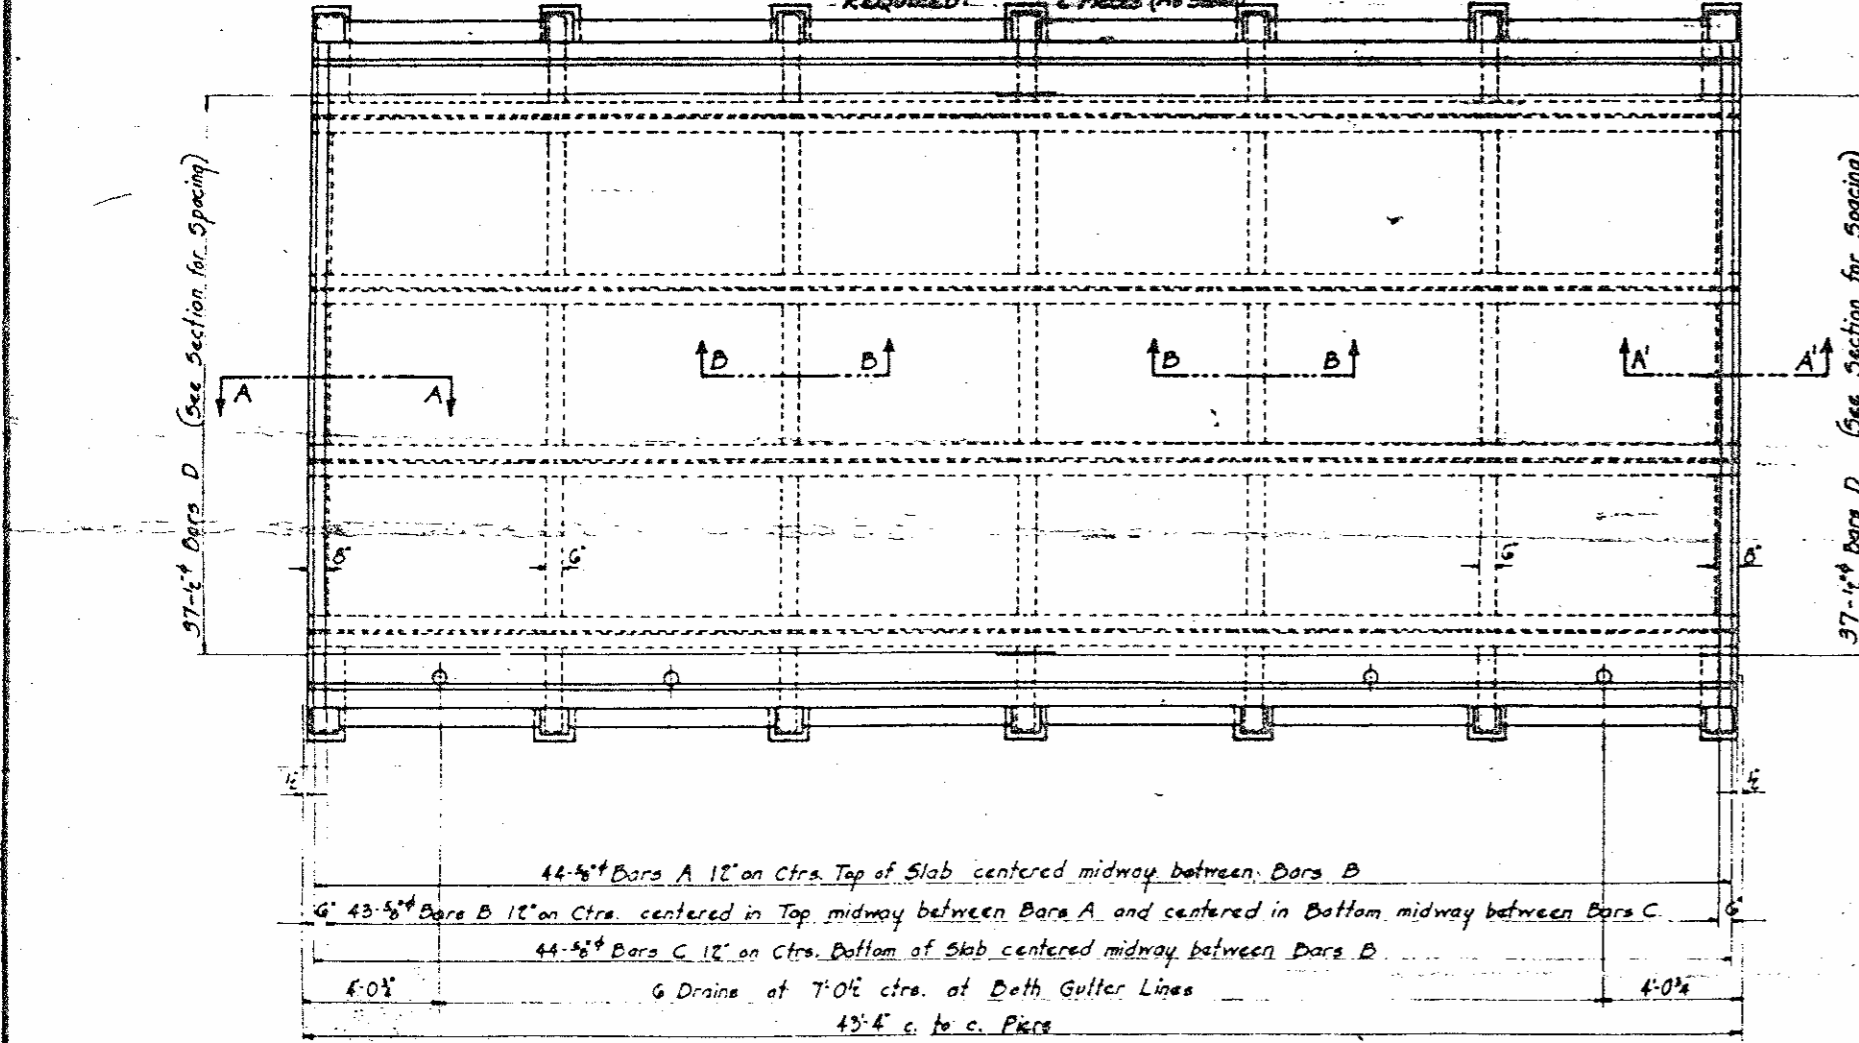 REQUIRED:
37-½"ϕ Bars D (See Section for Spacing)
37-½"ϕ Bars D (See Section for Spacing)
A A
B B
B B
A' A'
8"
6"
6"
8"
½"
½"
44-⅝"ϕ Bars A 12" on Ctrs. Top of Slab centered midway between Bars B
6" 43-⅝"ϕ Bars B 12" on Ctrs. centered in Top midway between Bars A and centered in Bottom midway between Bars C 6"
44-⅝"ϕ Bars C 12" on Ctrs. Bottom of Slab centered midway between Bars B
4'-0¾" 6 Drains at 7'-0½" ctrs. at Both Gutter Lines 4'-0¾"
43'-4" c. to c. Piers